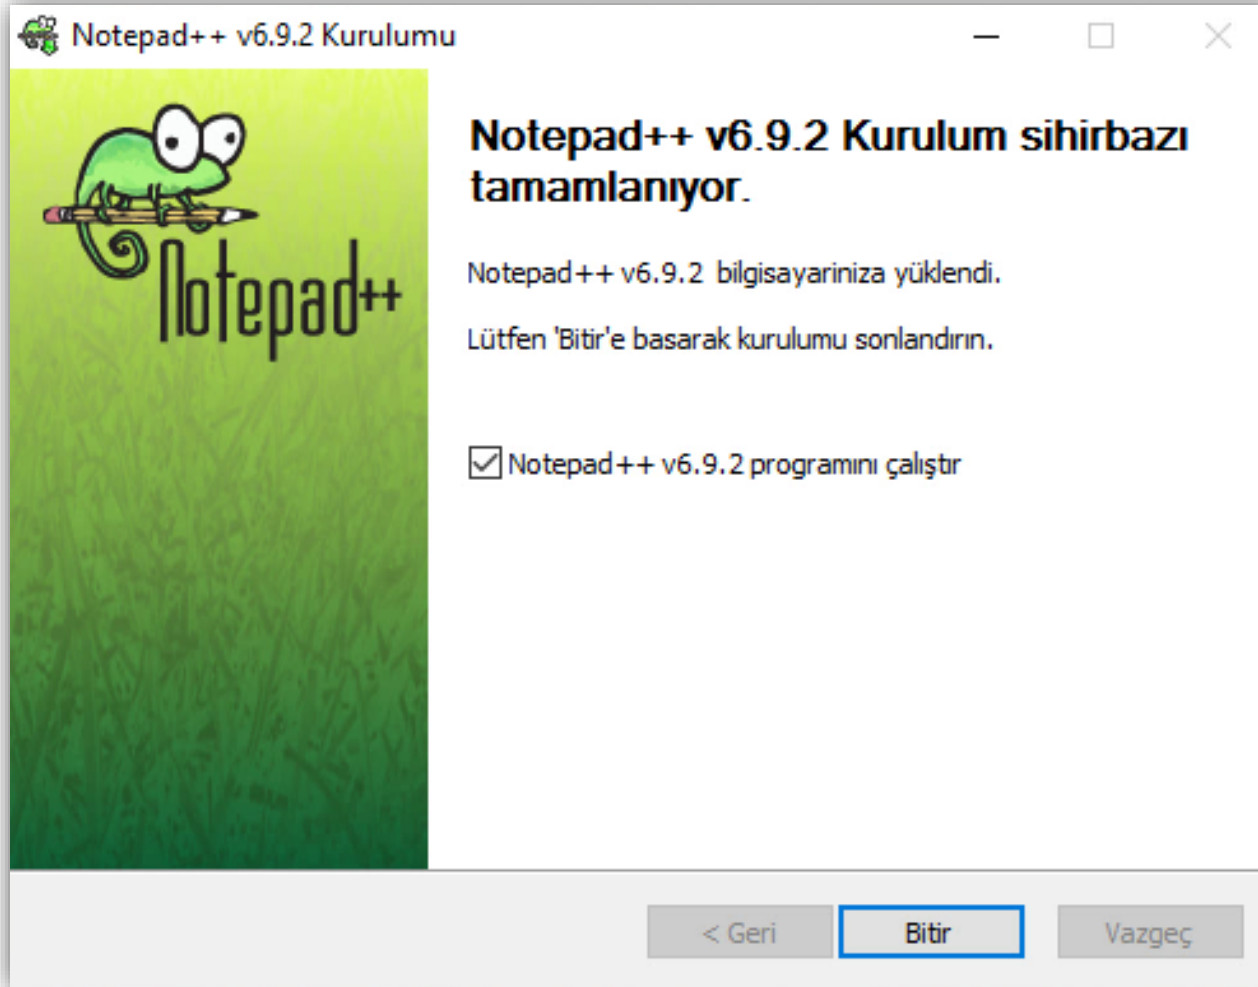 Notepad++ v6.9.2 Kurulumu
Notepad++
Notepad++ v6.9.2 Kurulum sihirbazı
tamamlanıyor.
Notepad++ v6.9.2 bilgisayariniza yüklendi.
Lütfen 'Bitir'e basarak kurulumu sonlandırın.
Notepad++ v6.9.2 programını çalıştır
< Geri
Bitir
Vazgeç